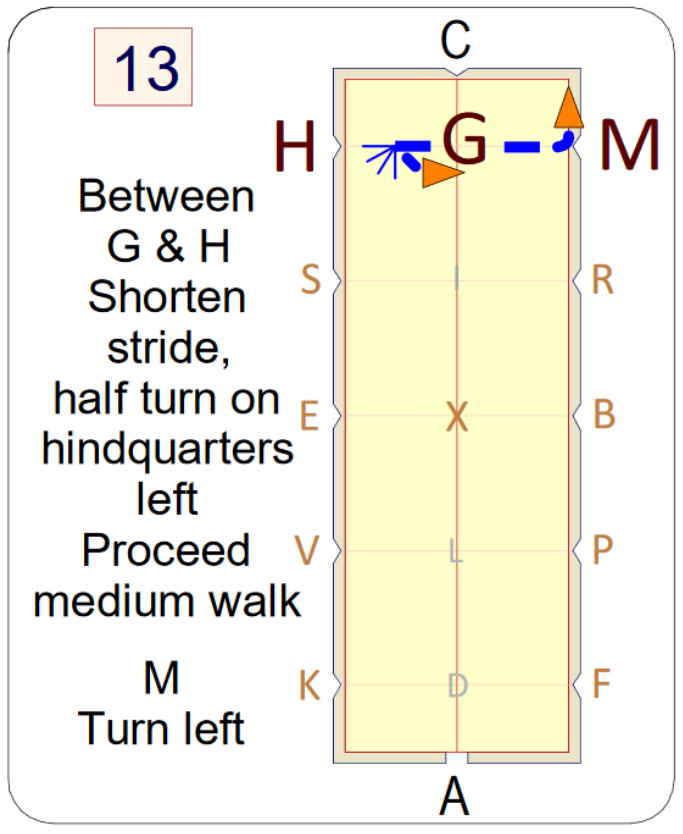 13
Between
G & H
Shorten
stride,
half turn on
hindquarters
left
Proceed
medium walk
M
Turn left
C
H G M
S I R
E X B
V L P
K D F
A